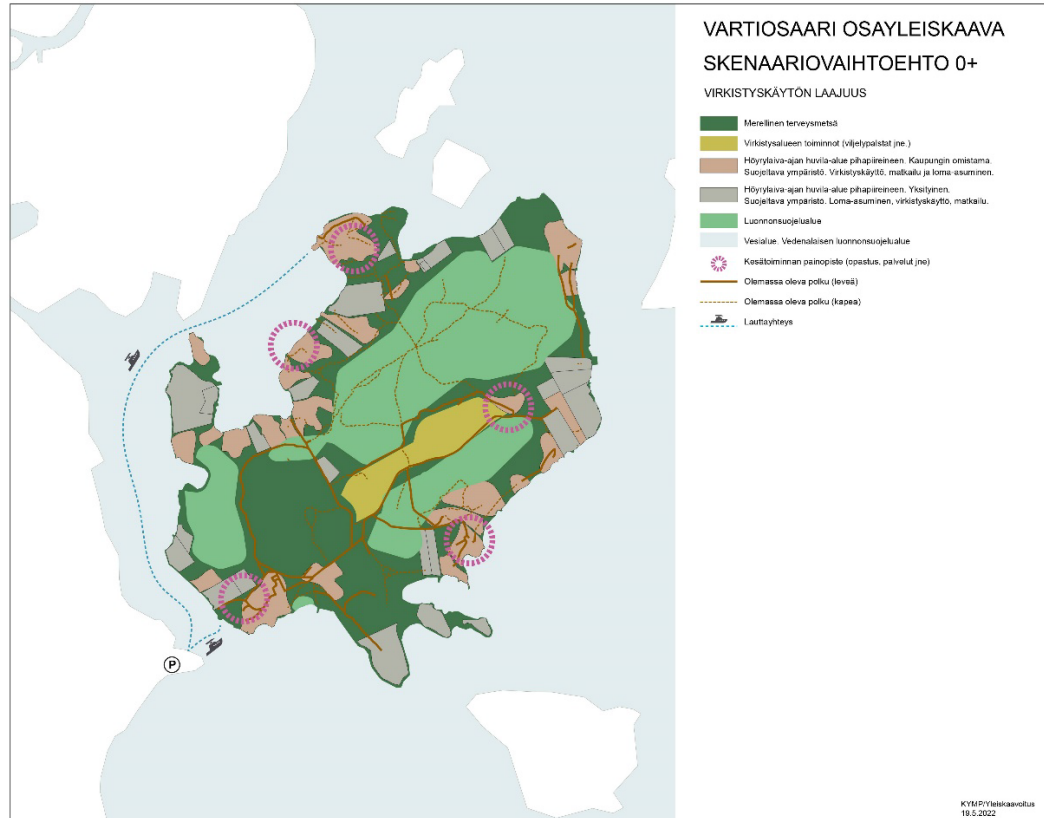 VARTIOSAARI OSAYLEISKAAVA
SKENAARIOVAIHTOEHTO 0+
VIRKISTYSKÄYTÖN LAAJUUS
Merellinen terveysmetsä
Virkistysalueen toiminnot (viljelypalstat jne.)
Höyrylaiva-ajan huvila-alue pihapiireineen. Kaupungin omistama.
Suojeltava ympäristö. Virkistyskäyttö, matkailu ja loma-asuminen.
Höyrylaiva-ajan huvila-alue pihapiireineen. Yksityinen.
Suojeltava ympäristö. Loma-asuminen, virkistyskäyttö, matkailu.
Luonnonsuojelualue
Vesialue. Vedenalaisen luonnonsuojelualue
Kesätoiminnan painopiste (opastus, palvelut jne)
Olemassa oleva polku (leveä)
Olemassa oleva polku (kapea)
Lauttayhteys
P
KYMP/Yleiskaavoitus
19.5.2022